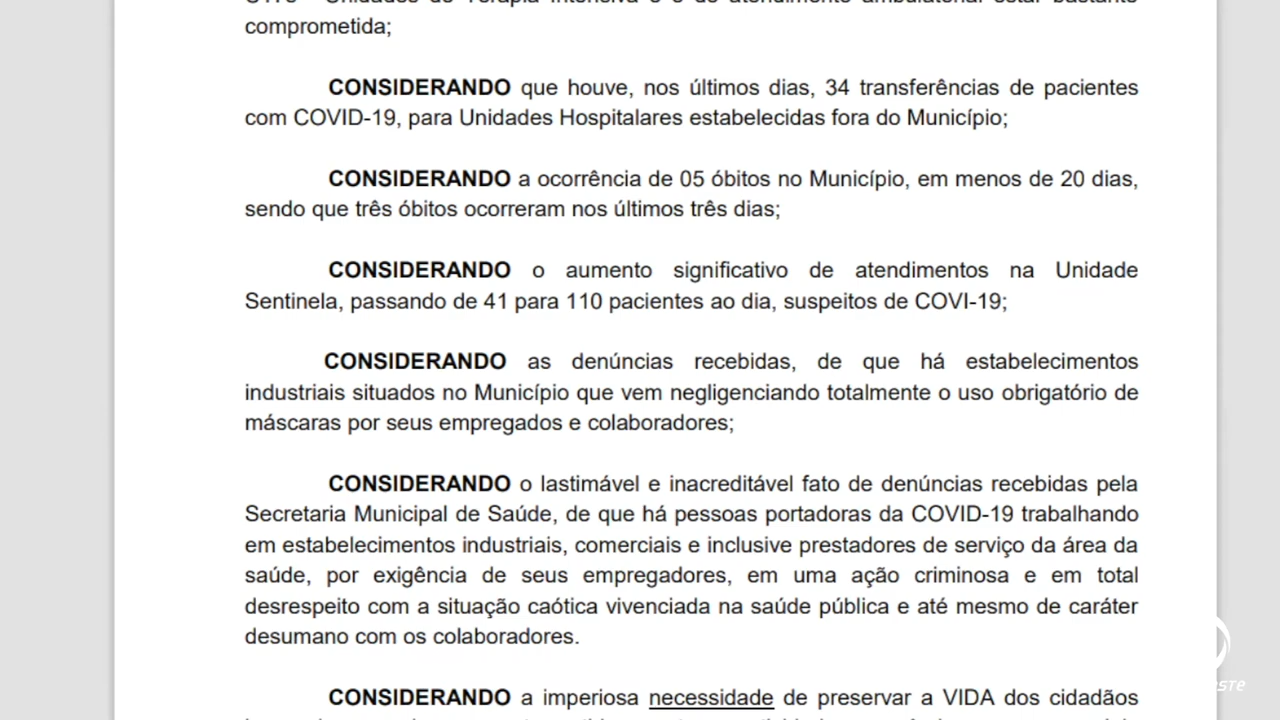 comprometida;
CONSIDERANDO que houve, nos últimos dias, 34 transferências de pacientes
com COVID-19, para Unidades Hospitalares estabelecidas fora do Município;
CONSIDERANDO a ocorrência de 05 óbitos no Município, em menos de 20 dias,
sendo que três óbitos ocorreram nos últimos três dias;
CONSIDERANDO o aumento significativo de atendimentos na Unidade
Sentinela, passando de 41 para 110 pacientes ao dia, suspeitos de COVI-19;
CONSIDERANDO as denúncias recebidas, de que há estabelecimentos
industriais situados no Município que vem negligenciando totalmente o uso obrigatório de
máscaras por seus empregados e colaboradores;
CONSIDERANDO o lastimável e inacreditável fato de denúncias recebidas pela
Secretaria Municipal de Saúde, de que há pessoas portadoras da COVID-19 trabalhando
em estabelecimentos industriais, comerciais e inclusive prestadores de serviço da área da
saúde, por exigência de seus empregadores, em uma ação criminosa e em total
desrespeito com a situação caótica vivenciada na saúde pública e até mesmo de caráter
desumano com os colaboradores.
CONSIDERANDO a imperiosa necessidade de preservar a VIDA dos cidadãos